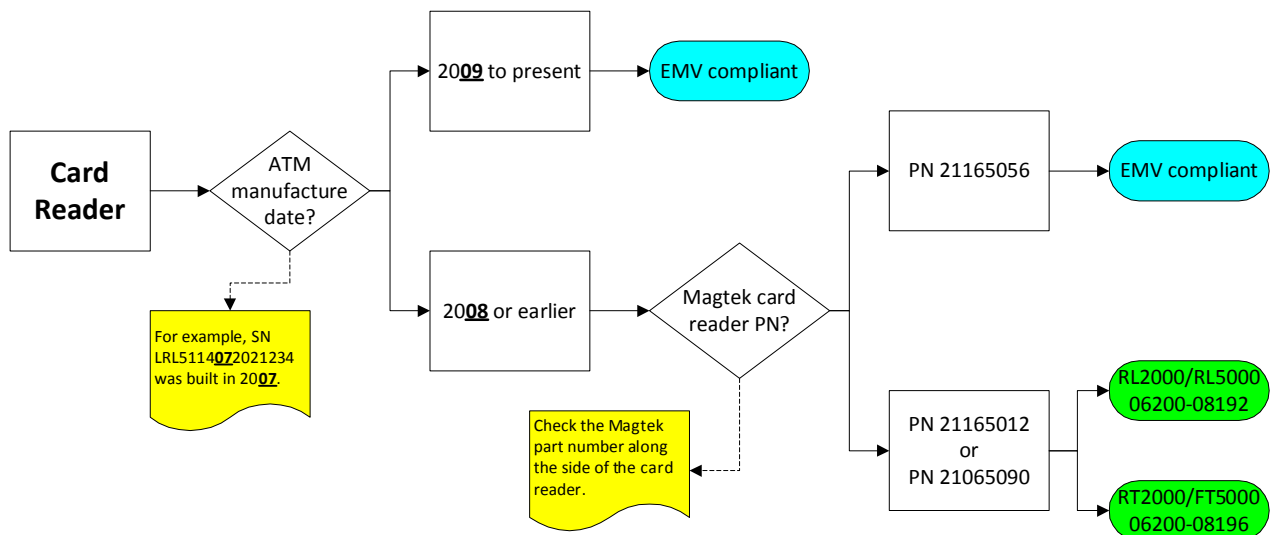 Card
Reader
ATM
manufacture
date?
For example, SN
LRL5114072021234
was built in 2007.
2009 to present
EMV compliant
2008 or earlier
Magtek card
reader PN?
Check the Magtek
part number along
the side of the card
reader.
PN 21165056
EMV compliant
PN 21165012
or
PN 21065090
RL2000/RL5000
06200-08192
RT2000/FT5000
06200-08196